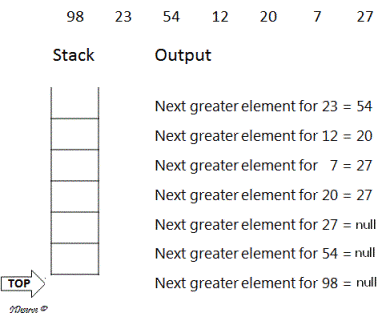 98 23 54 12 20 7 27
Stack Output
Next greater element for 23 = 54
Next greater element for 12 = 20
Next greater element for 7 = 27
Next greater element for 20 = 27
Next greater element for 27 = null
Next greater element for 54 = null
TOP Next greater element for 98 = null
IDeserve ©